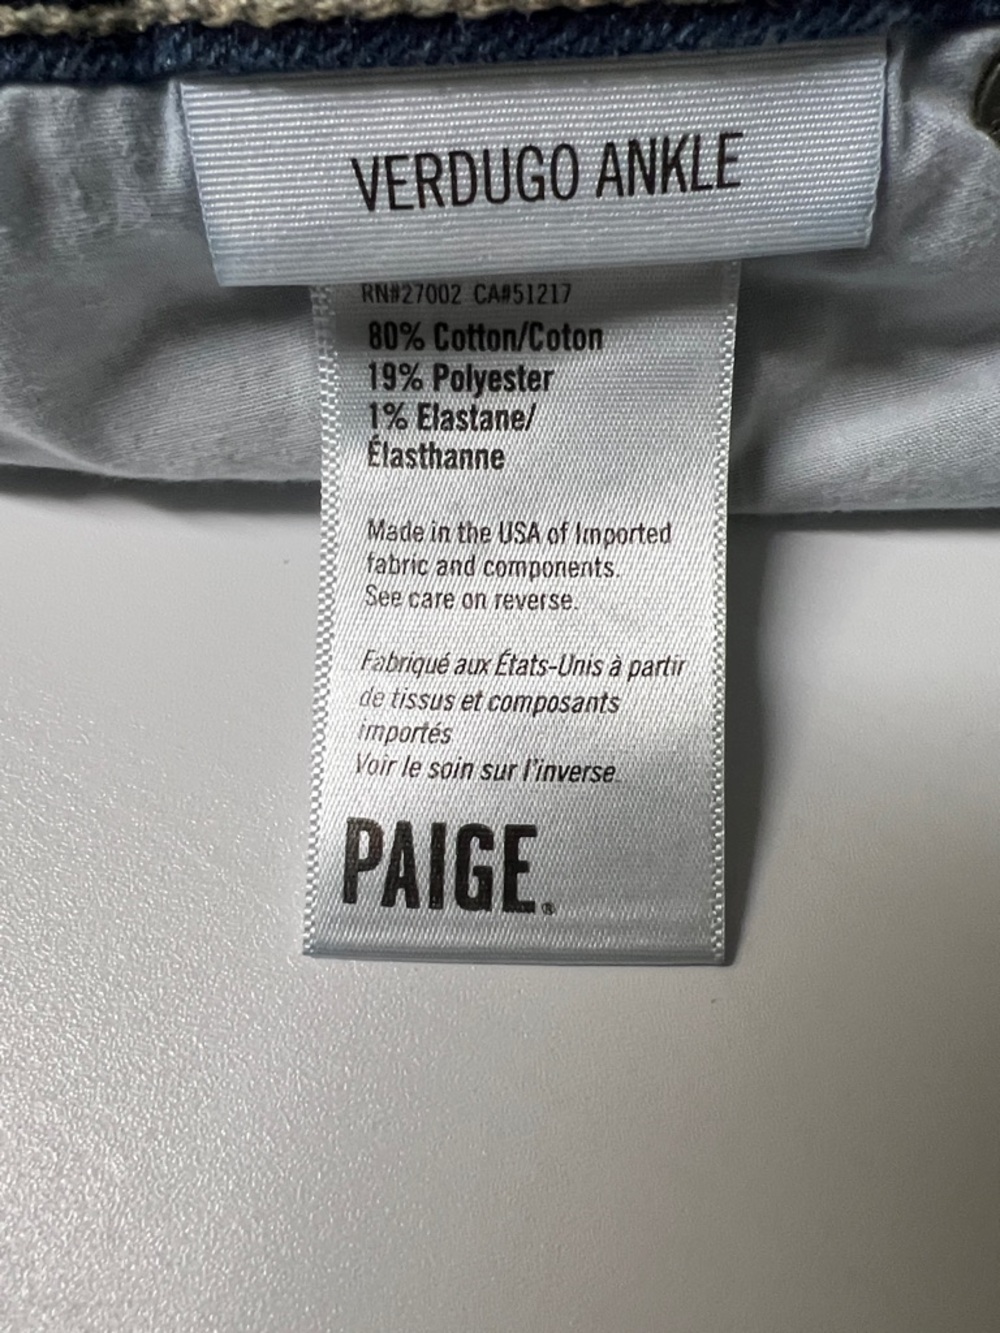 VERDUGO ANKLE
RN#27002 CA#51217
80% Cotton/Coton
19% Polyester
1% Elastane/
Élasthanne
Made in the USA of Imported
fabric and components.
See care on reverse.
Fabriqué aux États-Unis à partir
de tissus et composants
importés
Voir le soin sur l'inverse.
PAIGE®